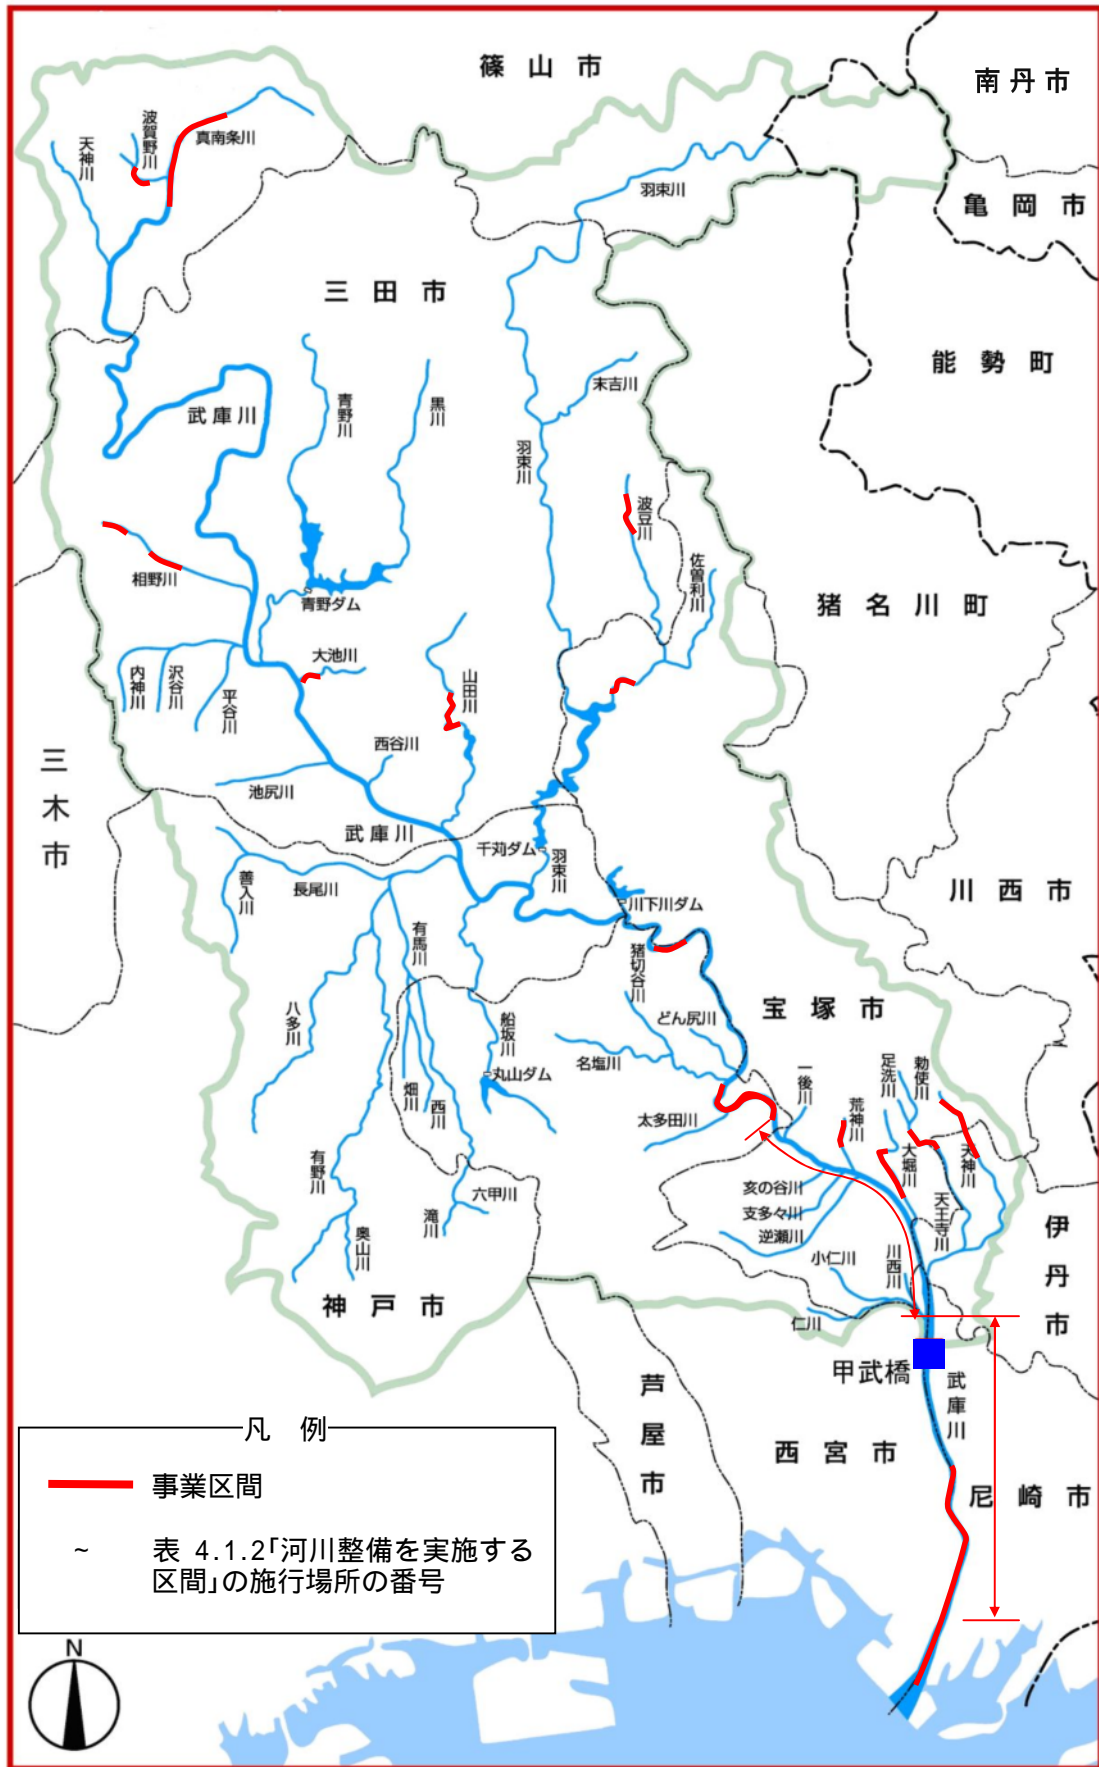 篠山市
南丹市
波賀野川
真南条川
天神川
羽束川
亀岡市
三田市
能勢町
末吉川
武庫川
青野川
黒川
羽束川
波豆川
佐曽利川
相野川
青野ダム
猪名川町
大池川
内神川
沢谷川
平谷川
山田川
西谷川
三木市
池尻川
武庫川
千苅ダム
羽束川
川下川ダム
川西市
善入川
長尾川
有馬川
猪切谷川
宝塚市
どん尻川
八多川
船坂川
名塩川
丸山ダム
一後川
足洗川
勅使川
畑川
西川
太多田川
荒神川
大堀川
天神川
有野川
六甲川
滝川
亥の谷川
支多々川
逆瀬川
天王寺川
奥山川
小仁川
川西川
伊丹市
神戸市
仁川
甲武橋
武庫川
芦屋市
西宮市
尼崎市
凡 例
事業区間
~ 表 4.1.2｢河川整備を実施する
区間｣の施行場所の番号
N